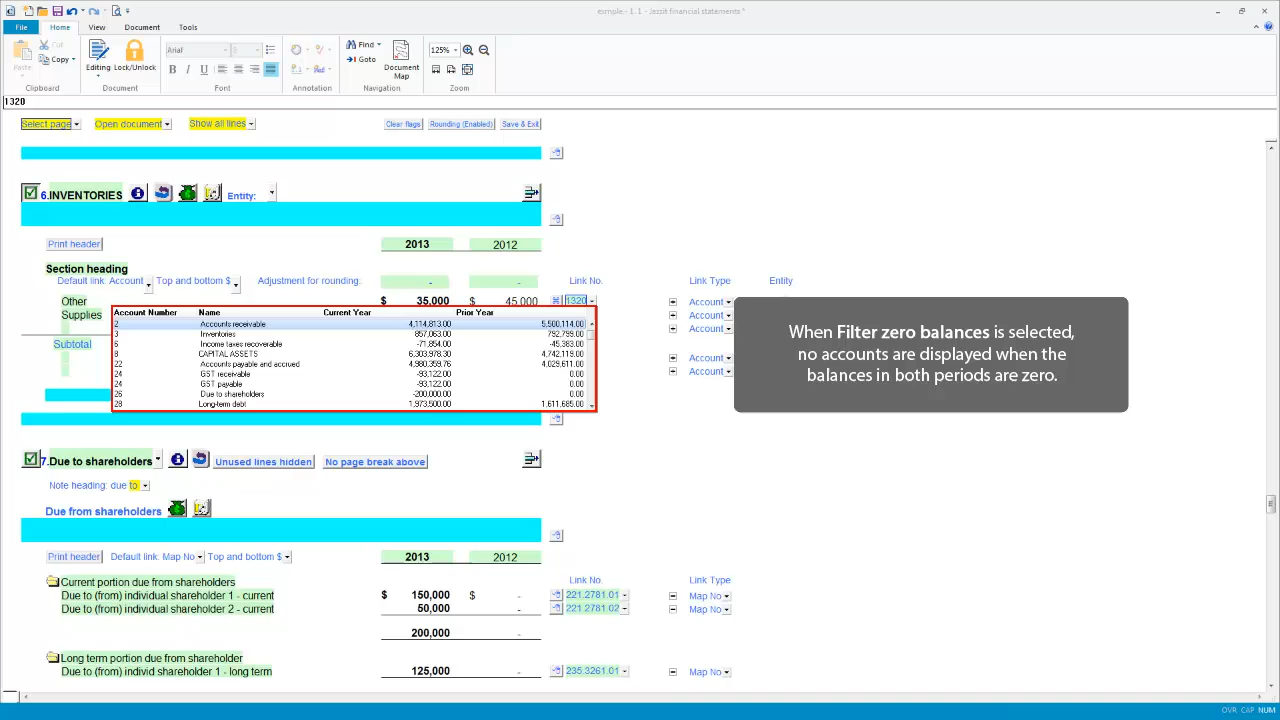 exmple - 1. 1 - Jazzit financial statements *
File Home View Document Tools
Paste Cut Copy
Clipboard
Editing Lock/Unlock
Document
Arial
B I U
Font
Annotation
Find
Goto
Document Map
Navigation
125%
Zoom
1320
Select page Open document Show all lines Clear flags Rounding (Enabled) Save & Exit
6.INVENTORIES Entity:
Print header 2013 2012
Section heading
Default link: Account Top and bottom $ Adjustment for rounding: - - Link No. Link Type Entity
Other $ 35,000 $ 45,000 1320 Account
Supplies Account
Account
Subtotal Account
Account
Account Number Name Current Year Prior Year
2 Accounts receivable 4,114,813.00 5,500,114.00
3 Inventories 857,063.00 792,799.00
6 Income taxes recoverable -71,854.00 -45,383.00
8 CAPITAL ASSETS 6,303,978.30 4,742,119.00
22 Accounts payable and accrued 4,980,359.76 4,029,611.00
24 GST receivable -93,122.00 0.00
24 GST payable -93,122.00 0.00
26 Due to shareholders -200,000.00 0.00
28 Long-term debt 1,973,500.00 1,611,685.00
When Filter zero balances is selected,
no accounts are displayed when the
balances in both periods are zero.
7.Due to shareholders Unused lines hidden No page break above
Note heading: due to
Due from shareholders
Print header Default link: Map No Top and bottom $ 2013 2012
Link No. Link Type
Current portion due from shareholders
Due to (from) individual shareholder 1 - current $ 150,000 $ - 221.2781.01 Map No
Due to (from) individual shareholder 2 - current 50,000 - 221.2781.02 Map No
200,000 -
Long term portion due from shareholder
Due to (from) individ shareholder 1 - long term 125,000 - 235.3261.01 Map No
OVR CAP NUM